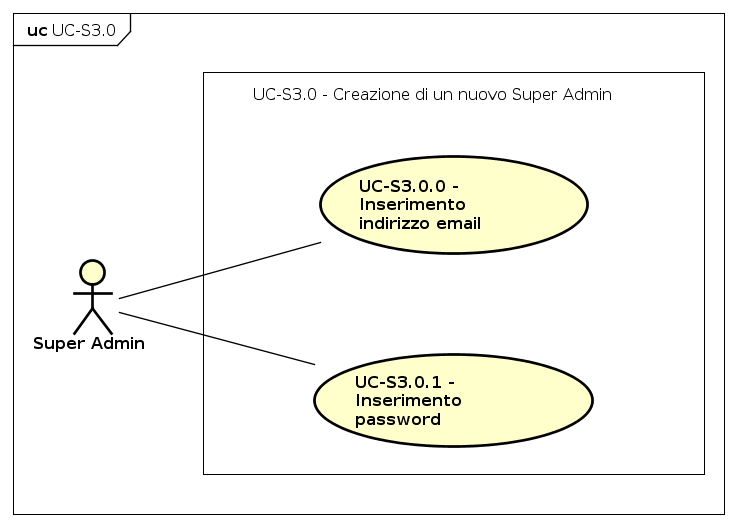 uc UC-S3.0
UC-S3.0 - Creazione di un nuovo Super Admin
UC-S3.0.0 -
Inserimento
indirizzo email
Super Admin
UC-S3.0.1 -
Inserimento
password